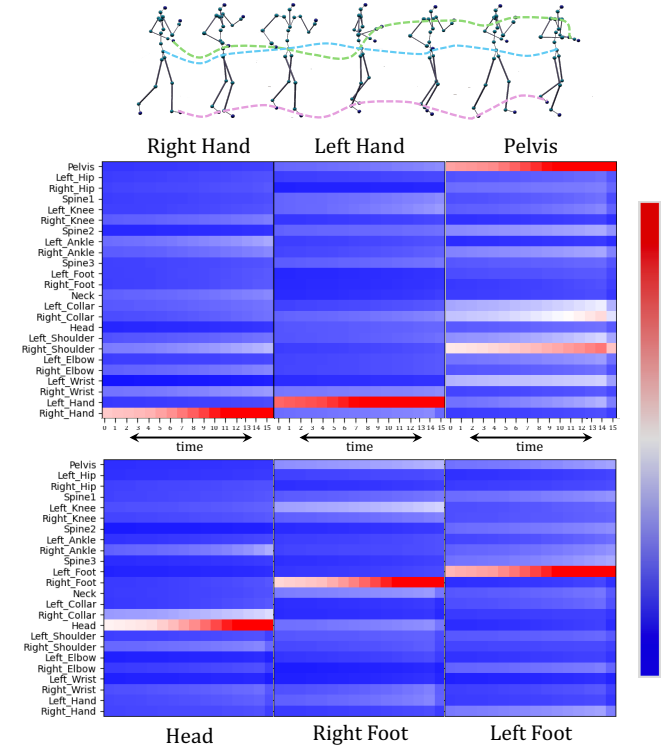 Right Hand Left Hand Pelvis
Pelvis
Left_Hip
Right_Hip
Spine1
Left_Knee
Right_Knee
Spine2
Left_Ankle
Right_Ankle
Spine3
Left_Foot
Right_Foot
Neck
Left_Collar
Right_Collar
Head
Left_Shoulder
Right_Shoulder
Left_Elbow
Right_Elbow
Left_Wrist
Right_Wrist
Left_Hand
Right_Hand
0 1 2 3 4 5 6 7 8 9 10 11 12 13 14 15 0 1 2 3 4 5 6 7 8 9 10 11 12 13 14 15 0 1 2 3 4 5 6 7 8 9 10 11 12 13 14 15
time time time
Pelvis
Left_Hip
Right_Hip
Spine1
Left_Knee
Right_Knee
Spine2
Left_Ankle
Right_Ankle
Spine3
Left_Foot
Right_Foot
Neck
Left_Collar
Right_Collar
Head
Left_Shoulder
Right_Shoulder
Left_Elbow
Right_Elbow
Left_Wrist
Right_Wrist
Left_Hand
Right_Hand
Head Right Foot Left Foot